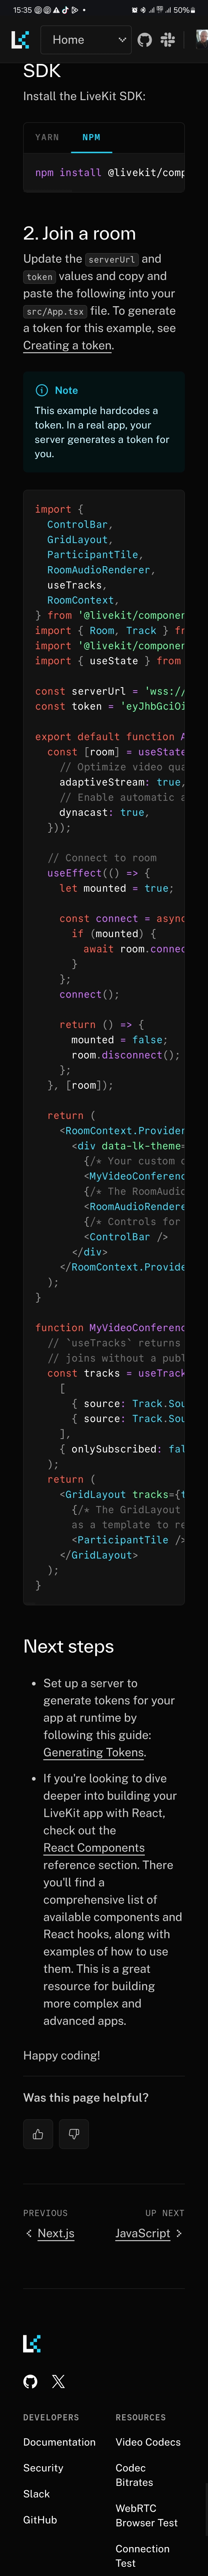 15:35
50%
Home
SDK
Install the LiveKit SDK:
YARN NPM
npm install @livekit/comp
2. Join a room
Update the serverUrl and
token values and copy and
paste the following into your
src/App.tsx file. To generate
a token for this example, see
Creating a token.
Note
This example hardcodes a
token. In a real app, your
server generates a token for
you.
import {
ControlBar,
GridLayout,
ParticipantTile,
RoomAudioRenderer,
useTracks,
RoomContext,
} from '@livekit/componen
import { Room, Track } fr
import '@livekit/componen
import { useState } from
const serverUrl = 'wss://
const token = 'eyJhbGciOi
export default function A
const [room] = useState
// Optimize video qua
adaptiveStream: true,
// Enable automatic a
dynacast: true,
}));
// Connect to room
useEffect(() => {
let mounted = true;
const connect = async
if (mounted) {
await room.connec
}
};
connect();
return () => {
mounted = false;
room.disconnect();
};
}, [room]);
return (
<RoomContext.Provider
<div data-lk-theme=
{/* Your custom c
<MyVideoConferenc
{/* The RoomAudio
<RoomAudioRendere
{/* Controls for
<ControlBar />
</div>
</RoomContext.Provide
);
}
function MyVideoConferenc
// `useTracks` returns
// joins without a publ
const tracks = useTrack
[
{ source: Track.Sou
{ source: Track.Sou
],
{ onlySubscribed: fal
);
return (
<GridLayout tracks={t
{/* The GridLayout
as a template to re
<ParticipantTile />
</GridLayout>
);
}
Next steps
• Set up a server to
generate tokens for your
app at runtime by
following this guide:
Generating Tokens.
• If you're looking to dive
deeper into building your
LiveKit app with React,
check out the
React Components
reference section. There
you'll find a
comprehensive list of
available components and
React hooks, along with
examples of how to use
them. This is a great
resource for building
more complex and
advanced apps.
Happy coding!
Was this page helpful?
PREVIOUS UP NEXT
Next.js JavaScript
DEVELOPERS RESOURCES
Documentation Video Codecs
Security Codec
Bitrates
Slack
WebRTC
GitHub Browser Test
Connection
Test